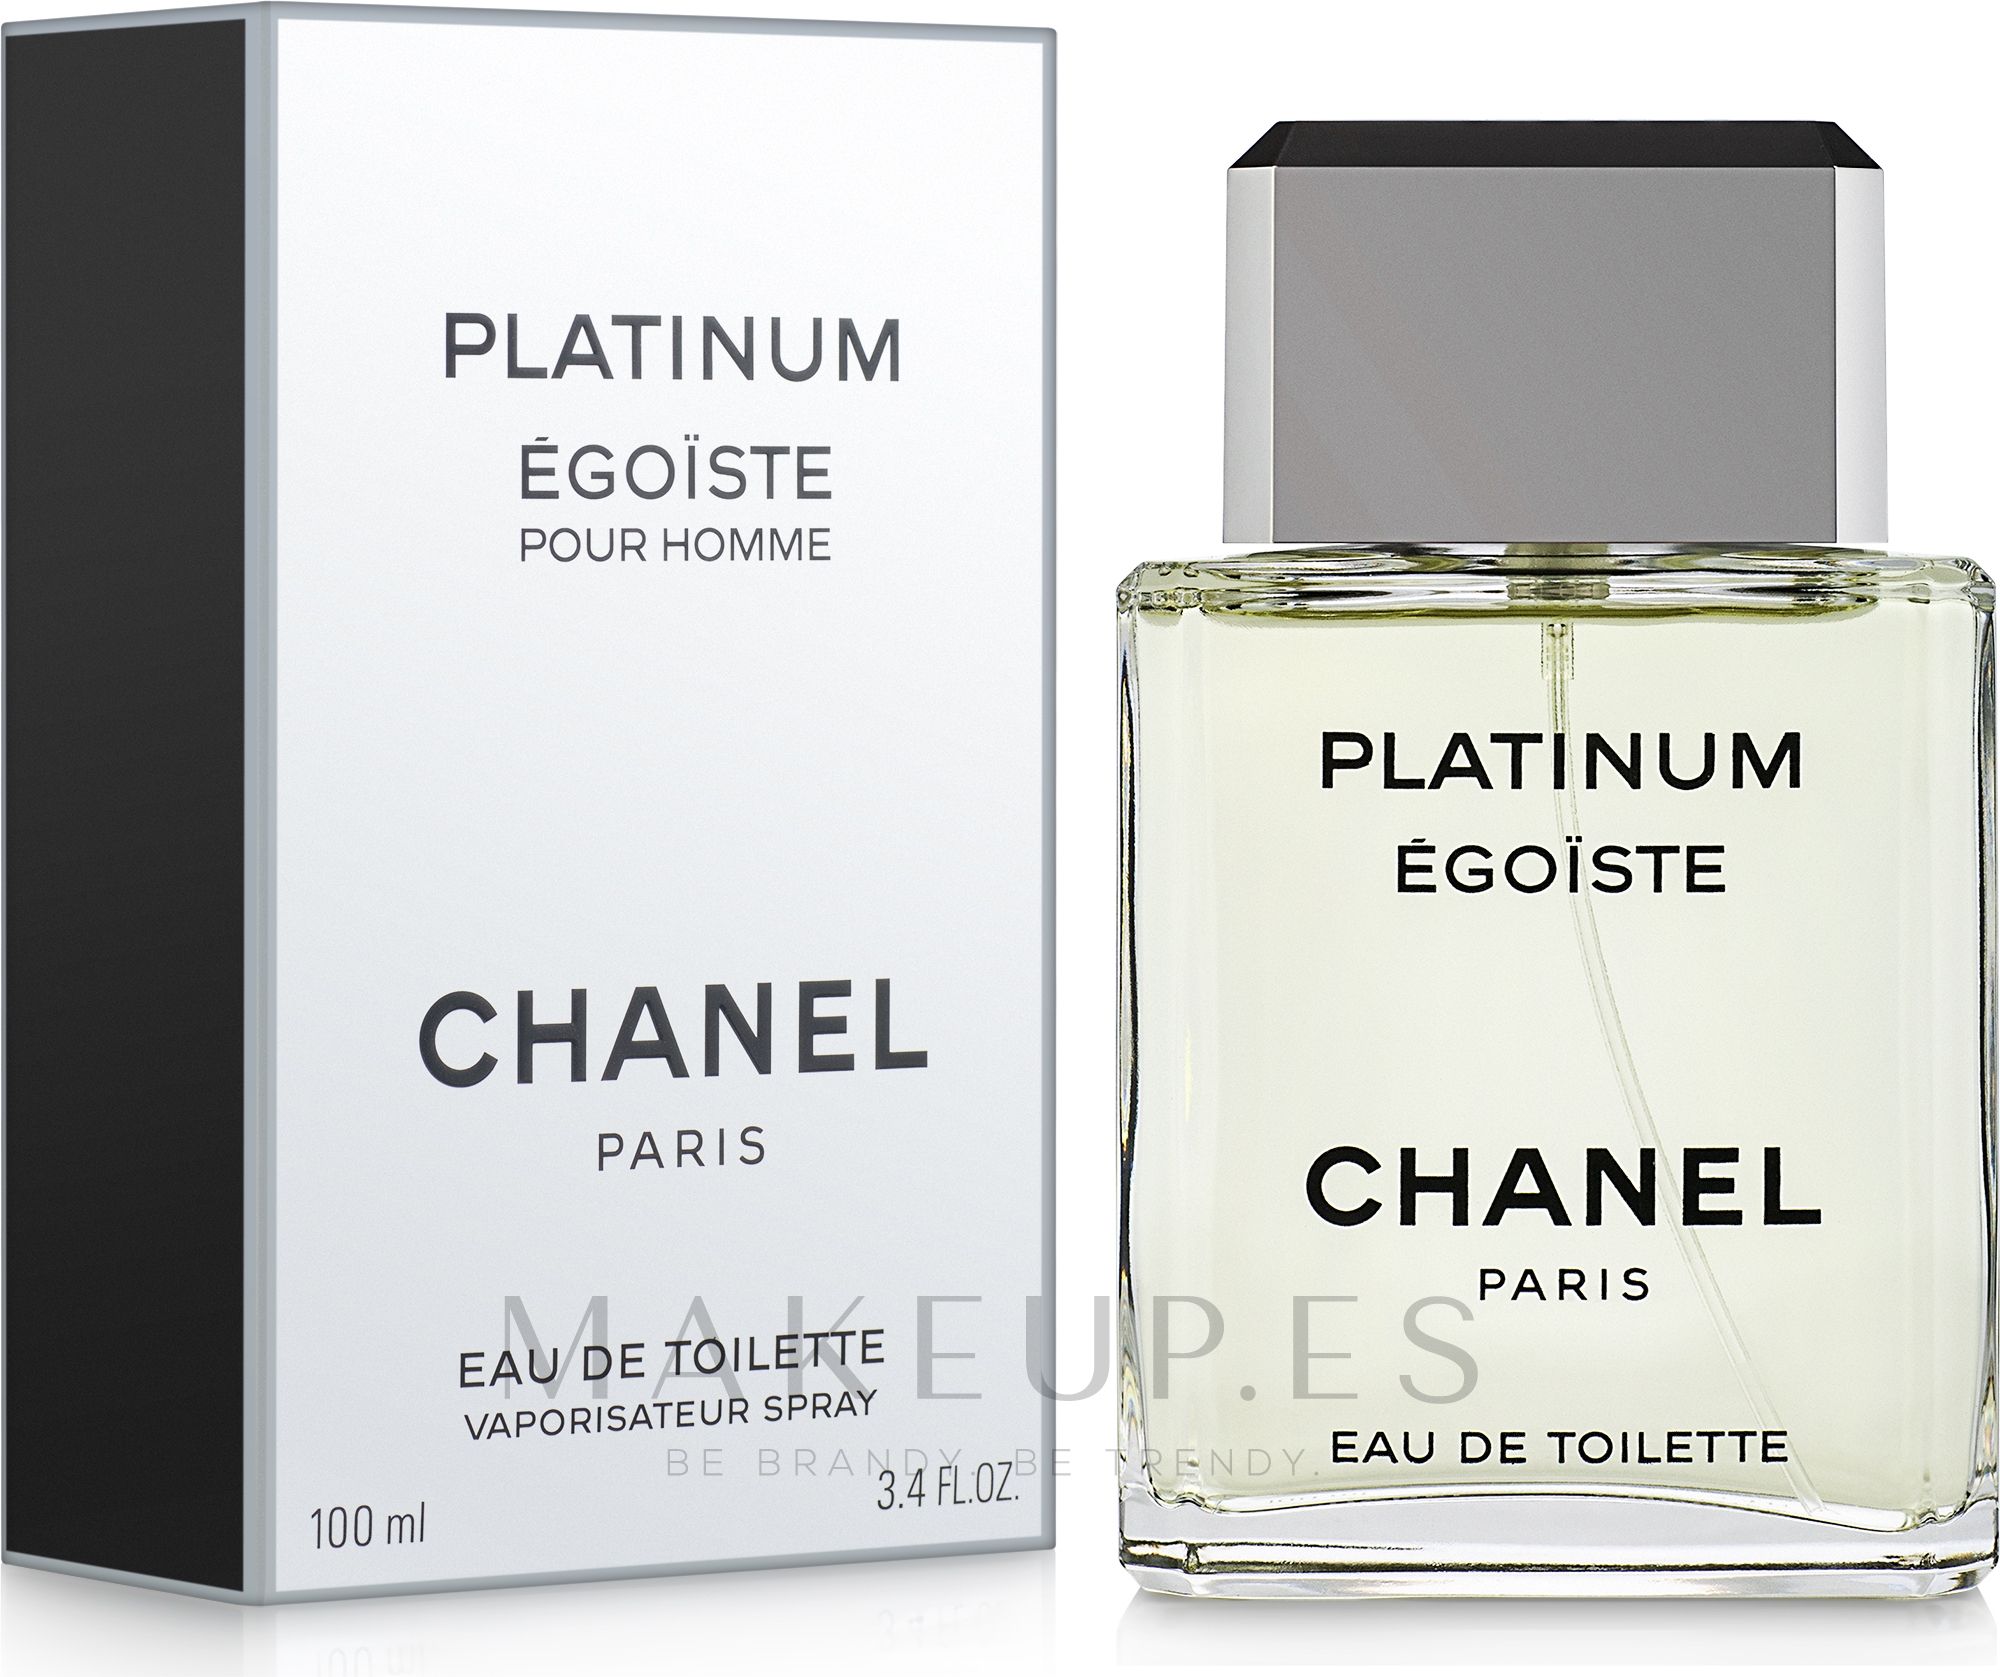 PLATINUM
ÉGOÏSTE
POUR HOMME
CHANEL
PARIS
EAU DE TOILETTE
VAPORISATEUR SPRAY
100 ml
3.4 FL.OZ.
PLATINUM
ÉGOÏSTE
CHANEL
PARIS
EAU DE TOILETTE
MAKEUP.ES
BE BRANDY. BE TRENDY.